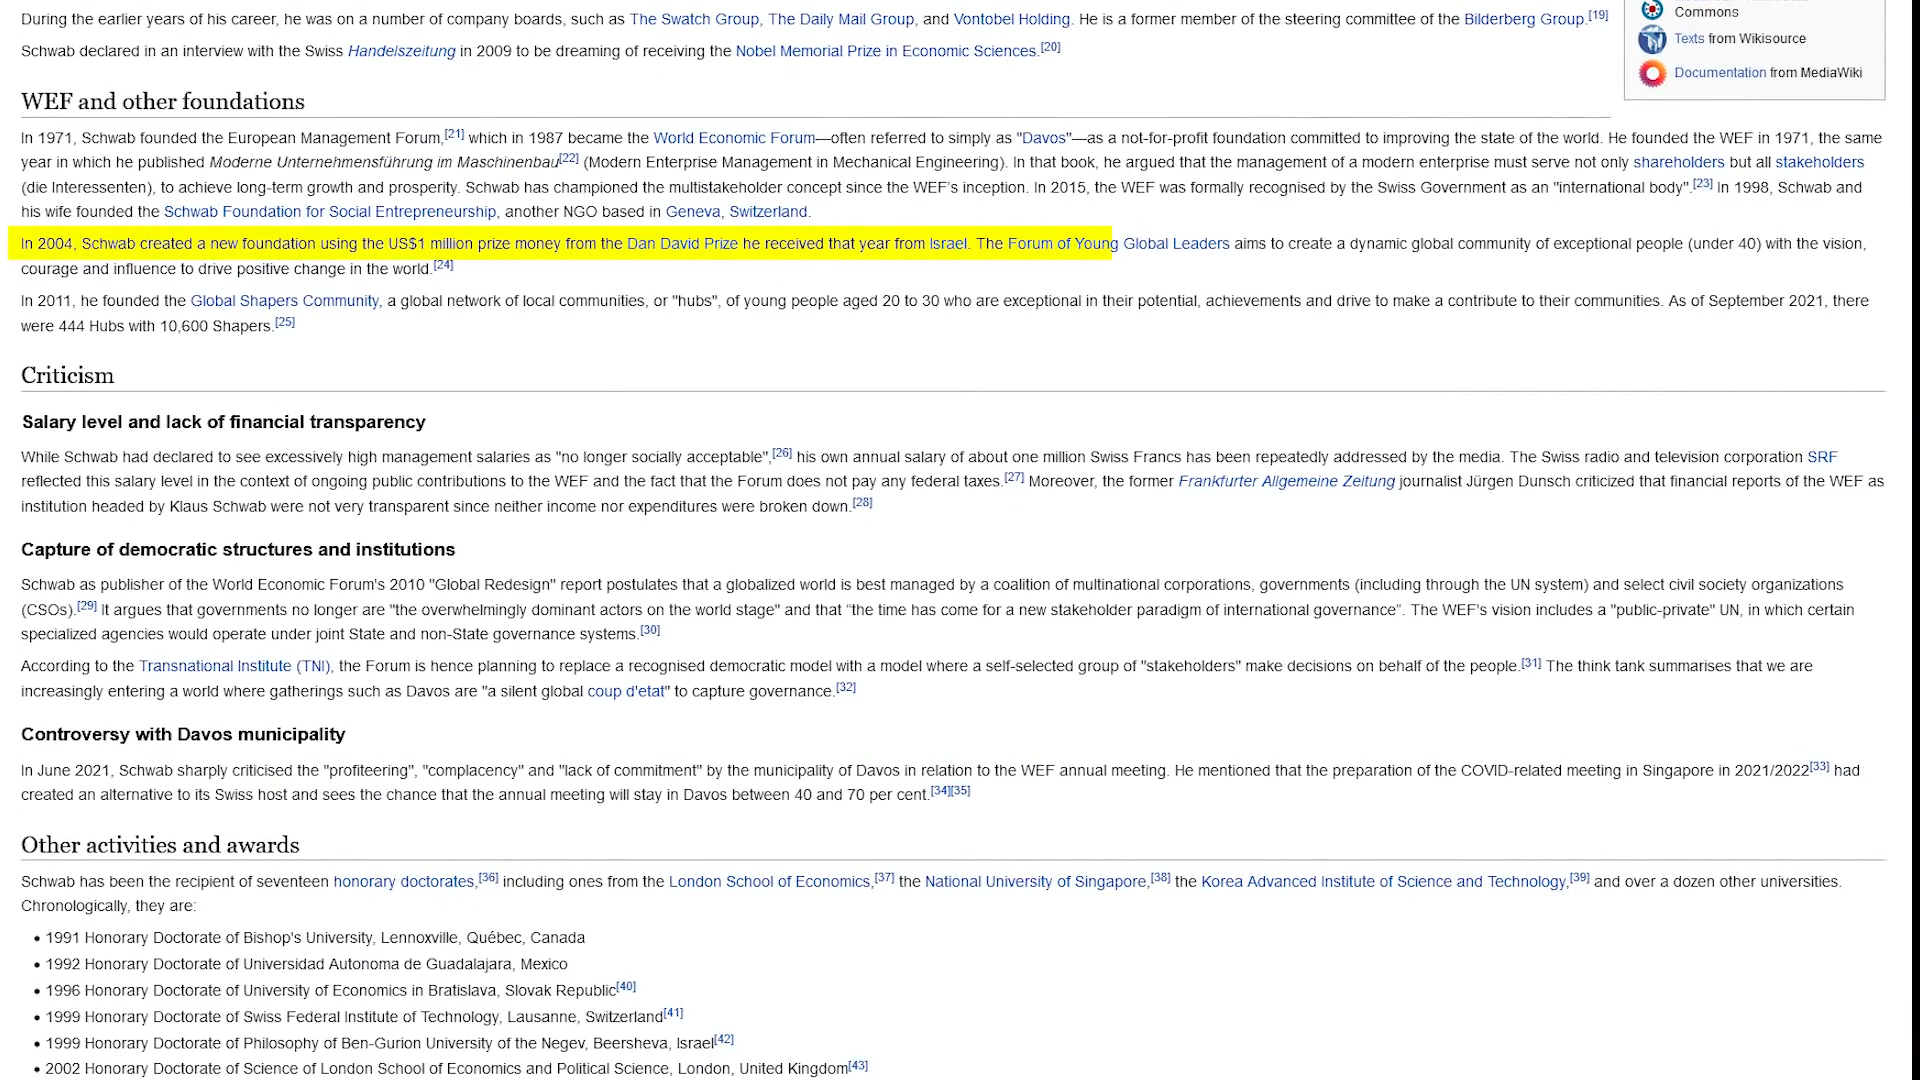 During the earlier years of his career, he was on a number of company boards, such as The Swatch Group, The Daily Mail Group, and Vontobel Holding. He is a former member of the steering committee of the Bilderberg Group.[19]
Schwab declared in an interview with the Swiss Handelszeitung in 2009 to be dreaming of receiving the Nobel Memorial Prize in Economic Sciences.[20]
Commons
Texts from Wikisource
Documentation from MediaWiki
WEF and other foundations
In 1971, Schwab founded the European Management Forum,[21] which in 1987 became the World Economic Forum—often referred to simply as "Davos"—as a not-for-profit foundation committed to improving the state of the world. He founded the WEF in 1971, the same
year in which he published Moderne Unternehmensführung im Maschinenbau[22] (Modern Enterprise Management in Mechanical Engineering). In that book, he argued that the management of a modern enterprise must serve not only shareholders but all stakeholders
(die Interessenten), to achieve long-term growth and prosperity. Schwab has championed the multistakeholder concept since the WEF's inception. In 2015, the WEF was formally recognised by the Swiss Government as an "international body".[23] In 1998, Schwab and
his wife founded the Schwab Foundation for Social Entrepreneurship, another NGO based in Geneva, Switzerland.
In 2004, Schwab created a new foundation using the US$1 million prize money from the Dan David Prize he received that year from Israel. The Forum of Young Global Leaders aims to create a dynamic global community of exceptional people (under 40) with the vision,
courage and influence to drive positive change in the world.[24]
In 2011, he founded the Global Shapers Community, a global network of local communities, or "hubs", of young people aged 20 to 30 who are exceptional in their potential, achievements and drive to make a contribute to their communities. As of September 2021, there
were 444 Hubs with 10,600 Shapers.[25]
Criticism
Salary level and lack of financial transparency
While Schwab had declared to see excessively high management salaries as "no longer socially acceptable",[26] his own annual salary of about one million Swiss Francs has been repeatedly addressed by the media. The Swiss radio and television corporation SRF
reflected this salary level in the context of ongoing public contributions to the WEF and the fact that the Forum does not pay any federal taxes.[27] Moreover, the former Frankfurter Allgemeine Zeitung journalist Jürgen Dunsch criticized that financial reports of the WEF as
institution headed by Klaus Schwab were not very transparent since neither income nor expenditures were broken down.[28]
Capture of democratic structures and institutions
Schwab as publisher of the World Economic Forum's 2010 "Global Redesign" report postulates that a globalized world is best managed by a coalition of multinational corporations, governments (including through the UN system) and select civil society organizations
(CSOs).[29] It argues that governments no longer are "the overwhelmingly dominant actors on the world stage" and that “the time has come for a new stakeholder paradigm of international governance”. The WEF's vision includes a "public-private" UN, in which certain
specialized agencies would operate under joint State and non-State governance systems.[30]
According to the Transnational Institute (TNI), the Forum is hence planning to replace a recognised democratic model with a model where a self-selected group of "stakeholders" make decisions on behalf of the people.[31] The think tank summarises that we are
increasingly entering a world where gatherings such as Davos are "a silent global coup d'etat" to capture governance.[32]
Controversy with Davos municipality
In June 2021, Schwab sharply criticised the "profiteering", "complacency" and "lack of commitment" by the municipality of Davos in relation to the WEF annual meeting. He mentioned that the preparation of the COVID-related meeting in Singapore in 2021/2022[33] had
created an alternative to its Swiss host and sees the chance that the annual meeting will stay in Davos between 40 and 70 per cent.[34][35]
Other activities and awards
Schwab has been the recipient of seventeen honorary doctorates,[36] including ones from the London School of Economics,[37] the National University of Singapore,[38] the Korea Advanced Institute of Science and Technology,[39] and over a dozen other universities.
Chronologically, they are:
• 1991 Honorary Doctorate of Bishop's University, Lennoxville, Québec, Canada
• 1992 Honorary Doctorate of Universidad Autonoma de Guadalajara, Mexico
• 1996 Honorary Doctorate of University of Economics in Bratislava, Slovak Republic[40]
• 1999 Honorary Doctorate of Swiss Federal Institute of Technology, Lausanne, Switzerland[41]
• 1999 Honorary Doctorate of Philosophy of Ben-Gurion University of the Negev, Beersheva, Israel[42]
• 2002 Honorary Doctorate of Science of London School of Economics and Political Science, London, United Kingdom[43]